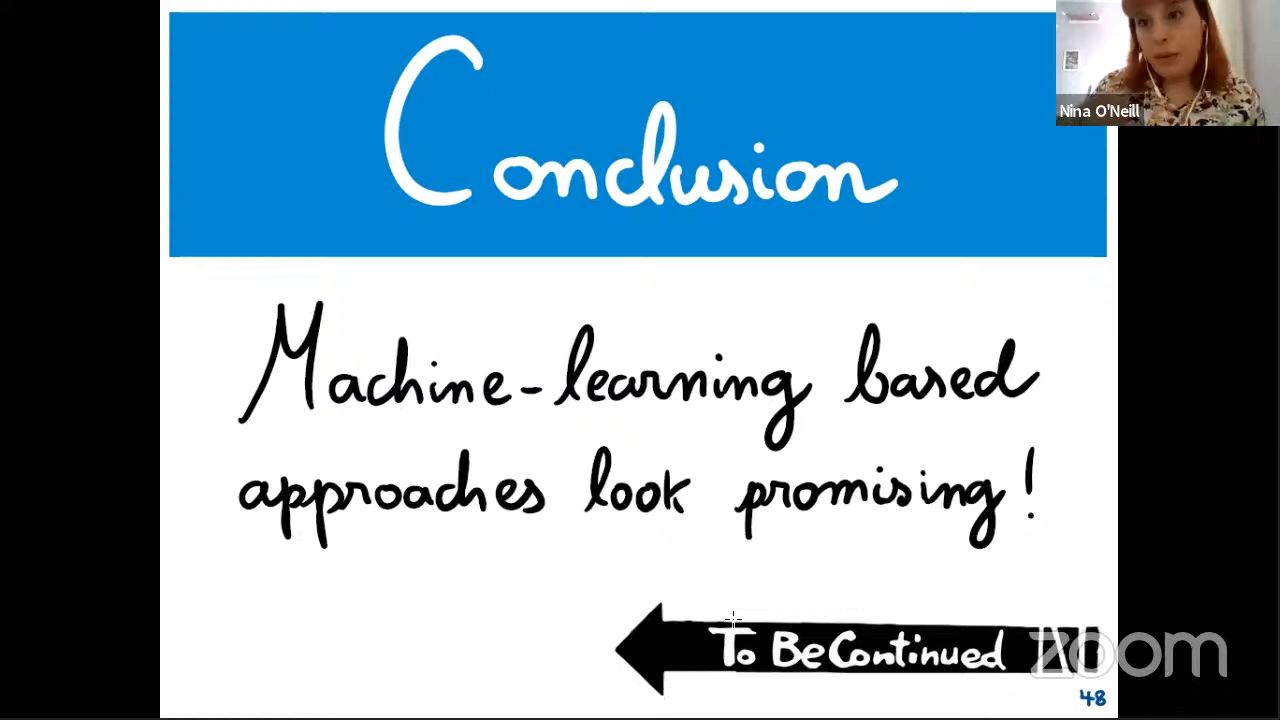 Nina O'Neill
Conclusion
Machine-learning based
approaches look promising!
To Be Continued
zoom
48